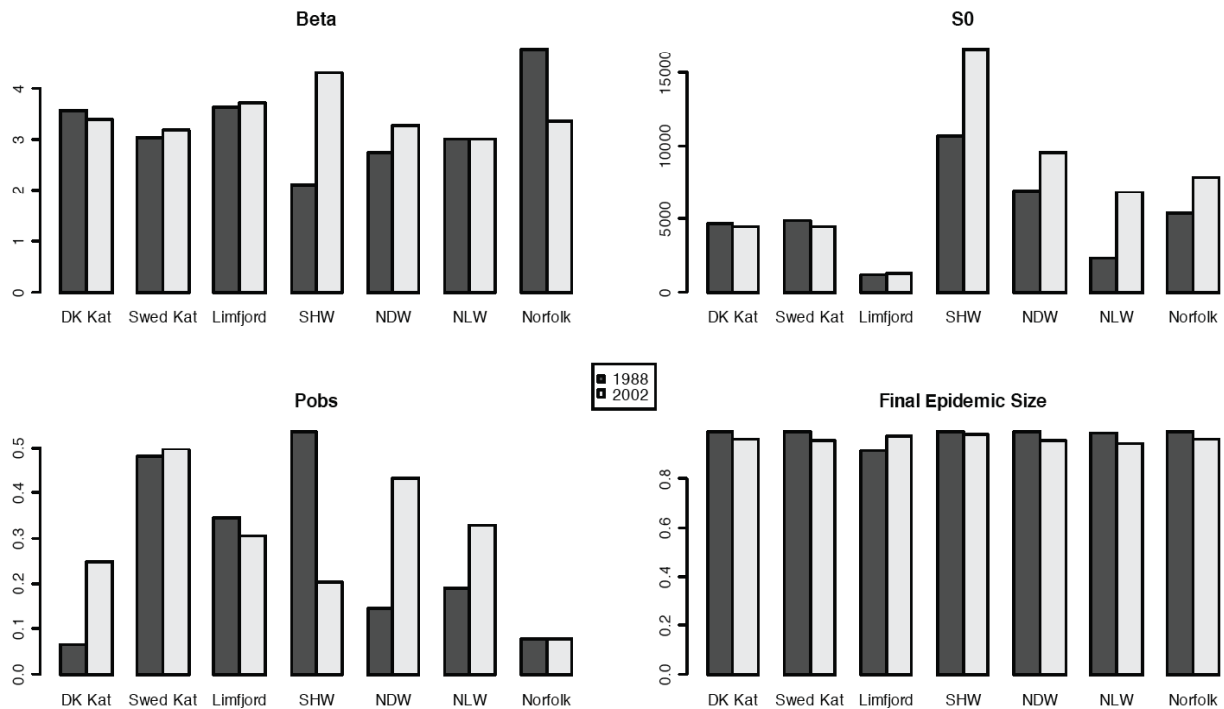 Beta
4
3
2
1
0
DK Kat Swed Kat Limfjord SHW NDW NLW Norfolk
S0
15000
10000
5000
0
DK Kat Swed Kat Limfjord SHW NDW NLW Norfolk
1988
2002
Pobs
0.5
0.4
0.3
0.2
0.1
0.0
DK Kat Swed Kat Limfjord SHW NDW NLW Norfolk
Final Epidemic Size
0.8
0.6
0.4
0.2
0.0
DK Kat Swed Kat Limfjord SHW NDW NLW Norfolk